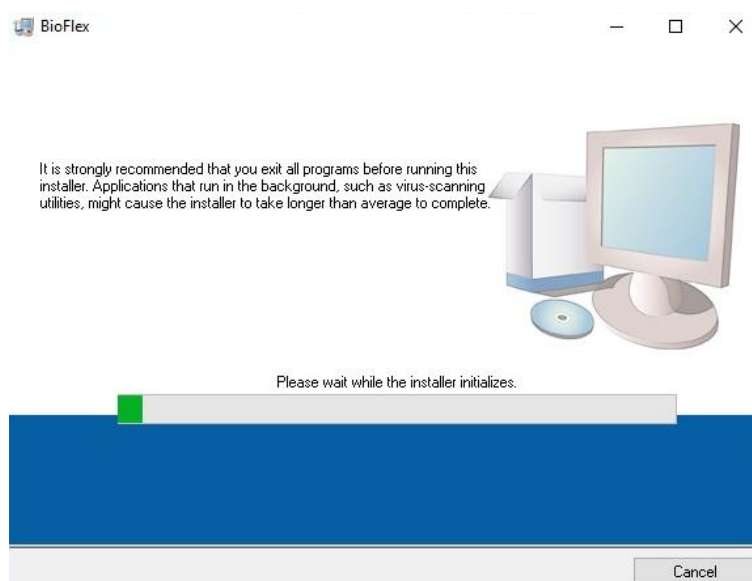 BioFlex
It is strongly recommended that you exit all programs before running this
installer. Applications that run in the background, such as virus-scanning
utilities, might cause the installer to take longer than average to complete.
Please wait while the installer initializes.
Cancel